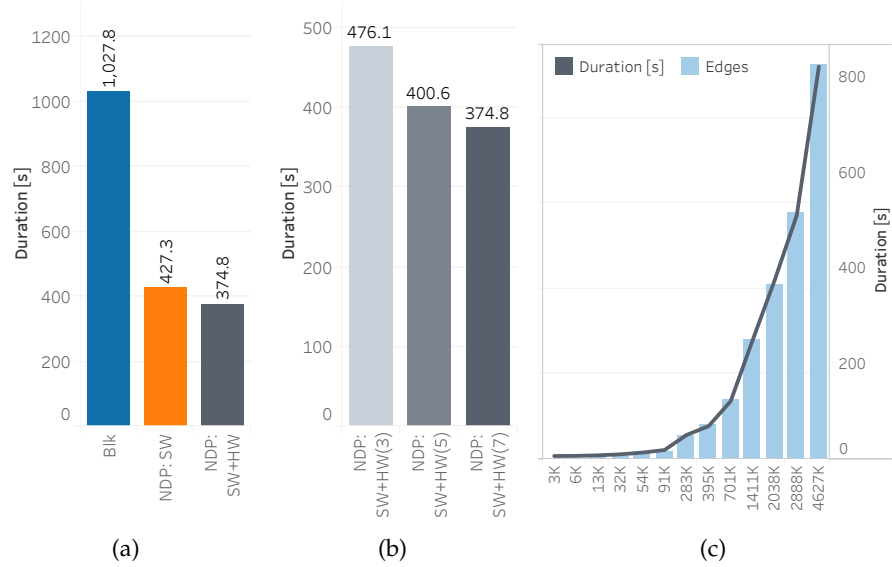 Duration [s]
1200
1000
800
600
400
200
0
1,027.8
427.3
374.8
Blk
NDP: SW
NDP:
SW+HW
(a)
Duration [s]
500
400
300
200
100
0
476.1
400.6
374.8
NDP:
SW+HW(3)
NDP:
SW+HW(5)
NDP:
SW+HW(7)
(b)
Duration [s]
Edges
800
600
400
200
0
Duration [s]
3K
6K
13K
32K
54K
91K
283K
395K
701K
1411K
2038K
2888K
4627K
(c)